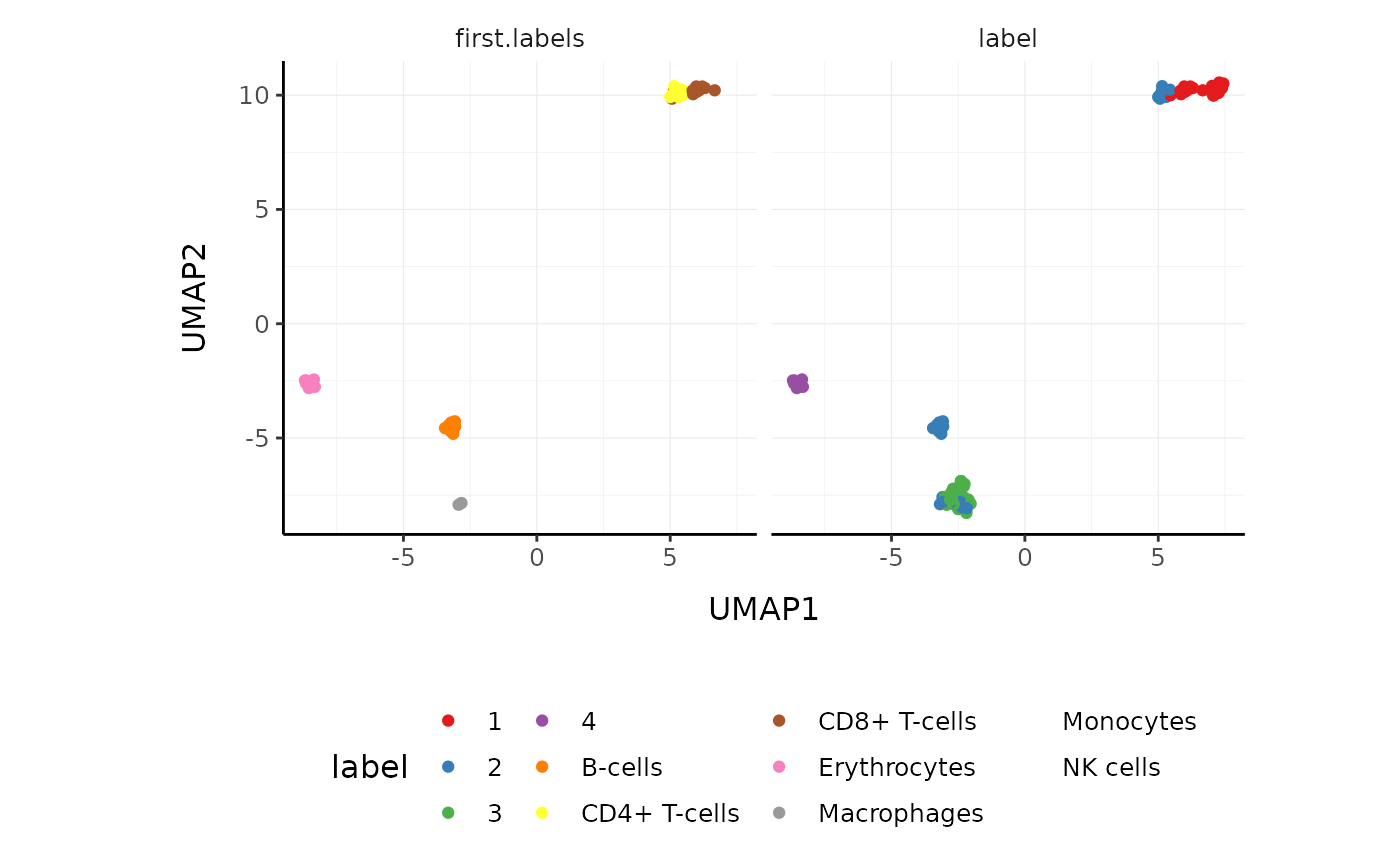 first.labels label
10
5
0
-5
UMAP2
-5 0 5 -5 0 5
UMAP1
label
1 4 CD8+ T-cells Monocytes
2 B-cells Erythrocytes NK cells
3 CD4+ T-cells Macrophages